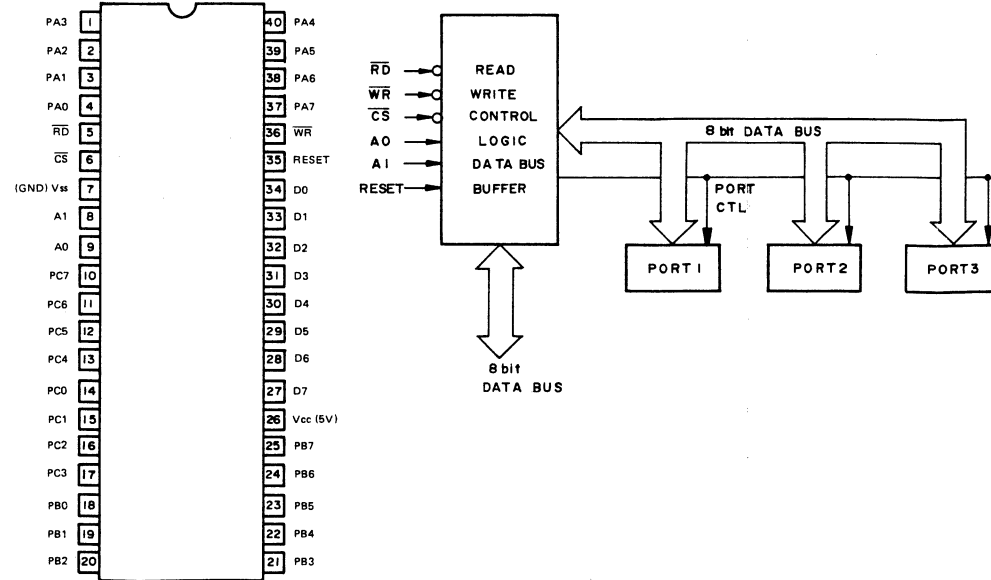 PA3 1 40 PA4
PA2 2 39 PA5
PA1 3 38 PA6
PA0 4 37 PA7
RD 5 36 WR
CS 6 35 RESET
(GND) Vss 7 34 D0
A1 8 33 D1
A0 9 32 D2
PC7 10 31 D3
PC6 11 30 D4
PC5 12 29 D5
PC4 13 28 D6
PC0 14 27 D7
PC1 15 26 Vcc (5V)
PC2 16 25 PB7
PC3 17 24 PB6
PB0 18 23 PB5
PB1 19 22 PB4
PB2 20 21 PB3
RD READ
WR WRITE
CS CONTROL
A0 LOGIC
A1 DATA BUS
RESET BUFFER
8 bit DATA BUS
PORT
CTL
PORT 1 PORT2 PORT3
8 bit
DATA BUS